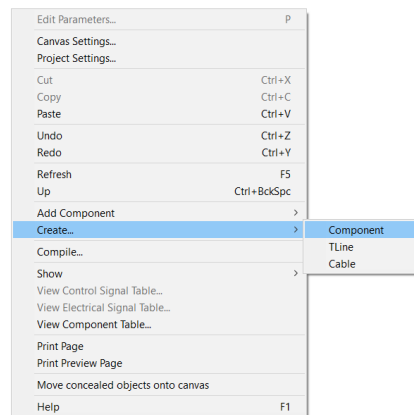 Edit Parameters... P
Canvas Settings...
Project Settings...
Cut Ctrl+X
Copy Ctrl+C
Paste Ctrl+V
Undo Ctrl+Z
Redo Ctrl+Y
Refresh F5
Up Ctrl+BckSpc
Add Component >
Create... > Component
TLine
Cable
Compile...
Show >
View Control Signal Table...
View Electrical Signal Table...
View Component Table...
Print Page
Print Preview Page
Move concealed objects onto canvas
Help F1